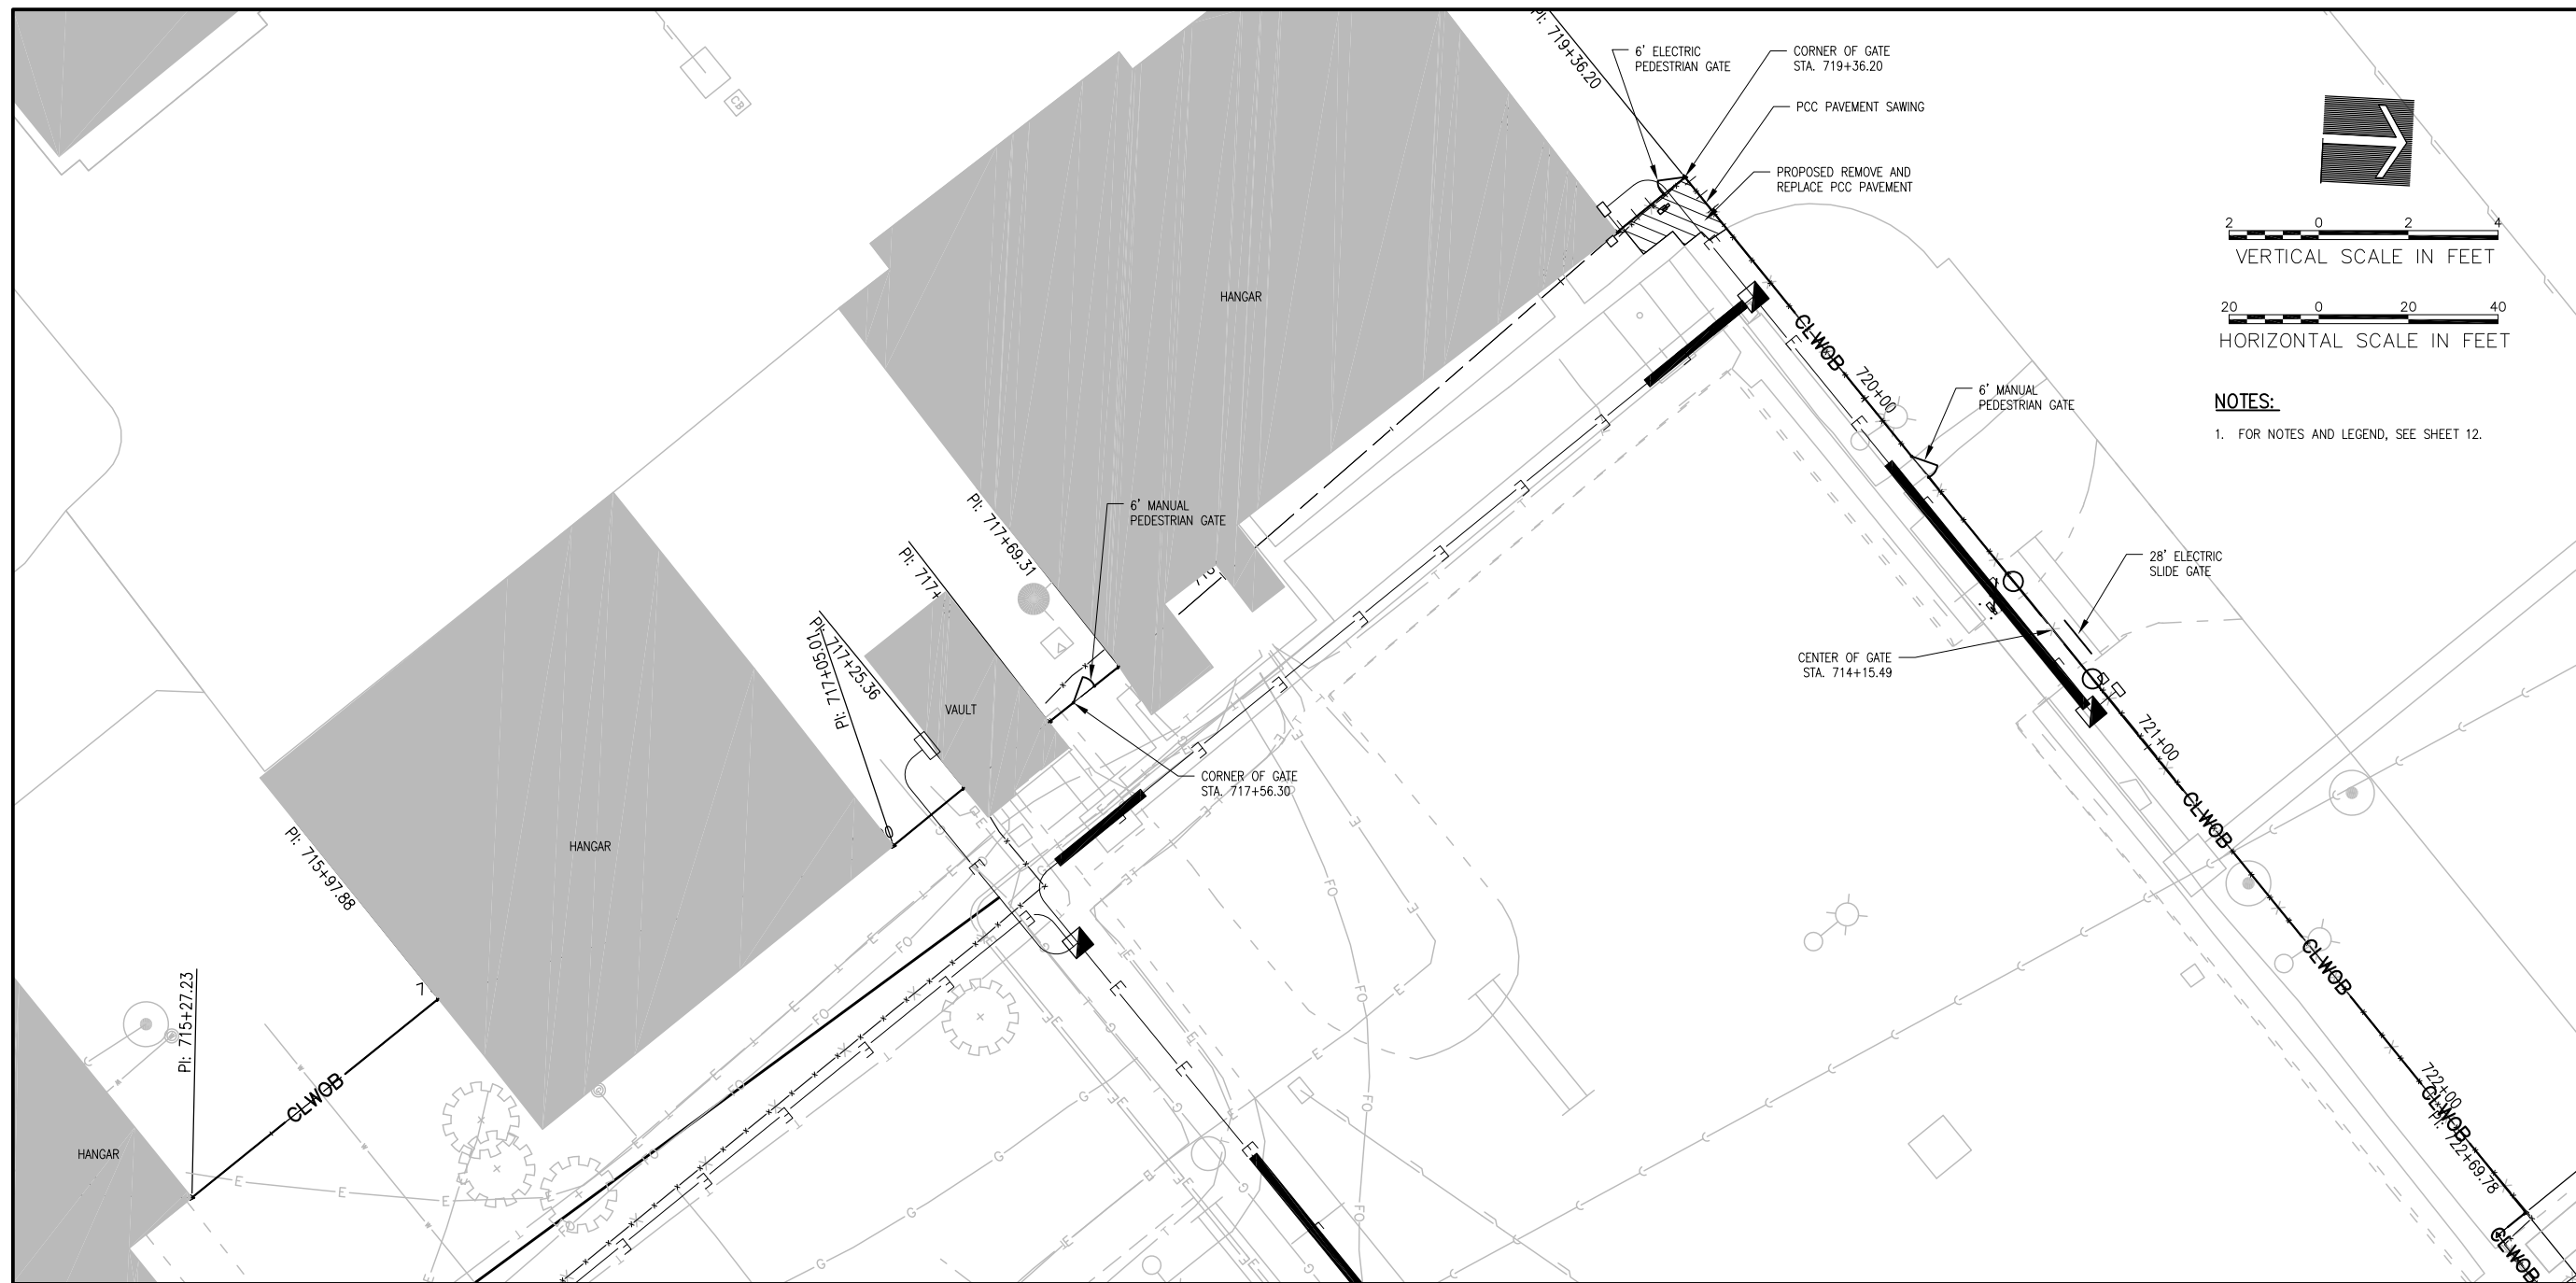 PI: 719+36.20
6' ELECTRIC
PEDESTRIAN GATE
CORNER OF GATE
STA. 719+36.20
PCC PAVEMENT SAWING
PROPOSED REMOVE AND
REPLACE PCC PAVEMENT
CB
2 0 2 4
VERTICAL SCALE IN FEET
20 0 20 40
HORIZONTAL SCALE IN FEET
NOTES:
1. FOR NOTES AND LEGEND, SEE SHEET 12.
HANGAR
CLWOB
720+00
6' MANUAL
PEDESTRIAN GATE
PI: 717+69.31
6' MANUAL
PEDESTRIAN GATE
PI: 717+
28' ELECTRIC
SLIDE GATE
PI: 717+25.36
PI: 717+05.01
CENTER OF GATE
STA. 714+15.49
VAULT
721+00
CORNER OF GATE
STA. 717+56.30
CLWOB
HANGAR
PI: 715+97.88
CLWOB
PI: 715+27.23
CLWOB
722+00
CLWOB
PI: 722+69.78
HANGAR
CLWOB